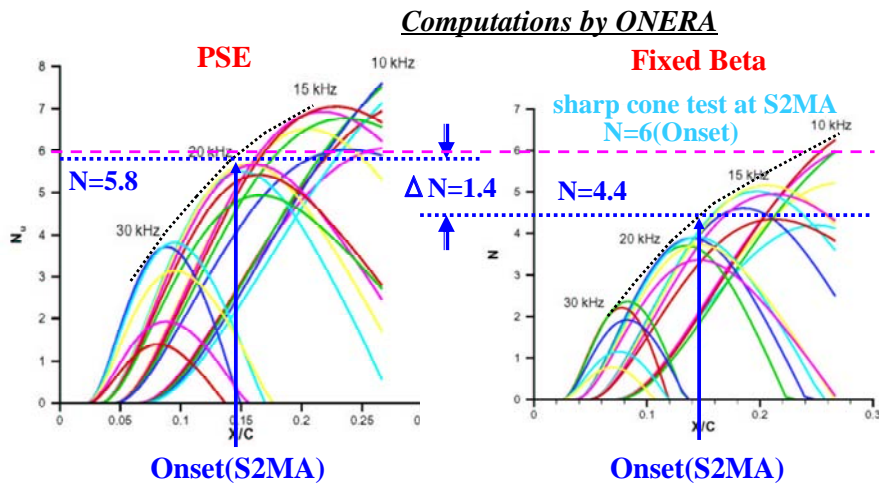 Computations by ONERA
PSE
Fixed Beta
sharp cone test at S2MA
N=6(Onset)
10 kHz
15 kHz
20 kHz
30 kHz
N=5.8
Δ N=1.4
N=4.4
10 kHz
15 kHz
20 kHz
30 kHz
8
7
6
5
4
3
2
1
0
N
u
0
0.05
0.1
0.15
0.2
0.25
0.
X/C
7
6
5
4
3
2
1
0
N
0
0.1
0.2
0.3
X/C
Onset(S2MA)
Onset(S2MA)